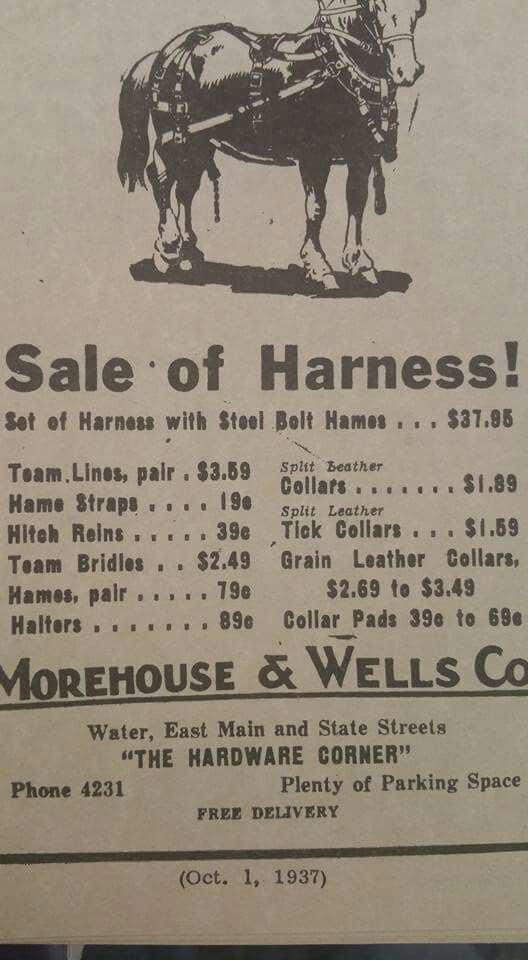 Sale of Harness!
Set of Harness with Steel Bolt Hames . . . $37.95
Team Lines, pair . $3.59
Hame Straps . . . . 19c
Hitch Reins . . . . . 39c
Team Bridles . . $2.49
Hames, pair . . . . . 79c
Halters . . . . . . . . 89c
Split Leather
Collars . . . . . . . $1.89
Split Leather
Tick Collars . . . $1.59
Grain Leather Collars,
$2.69 to $3.49
Collar Pads 39c to 69c
MOREHOUSE & WELLS Co
Water, East Main and State Streets
"THE HARDWARE CORNER"
Phone 4231
Plenty of Parking Space
FREE DELIVERY
(Oct. 1, 1937)